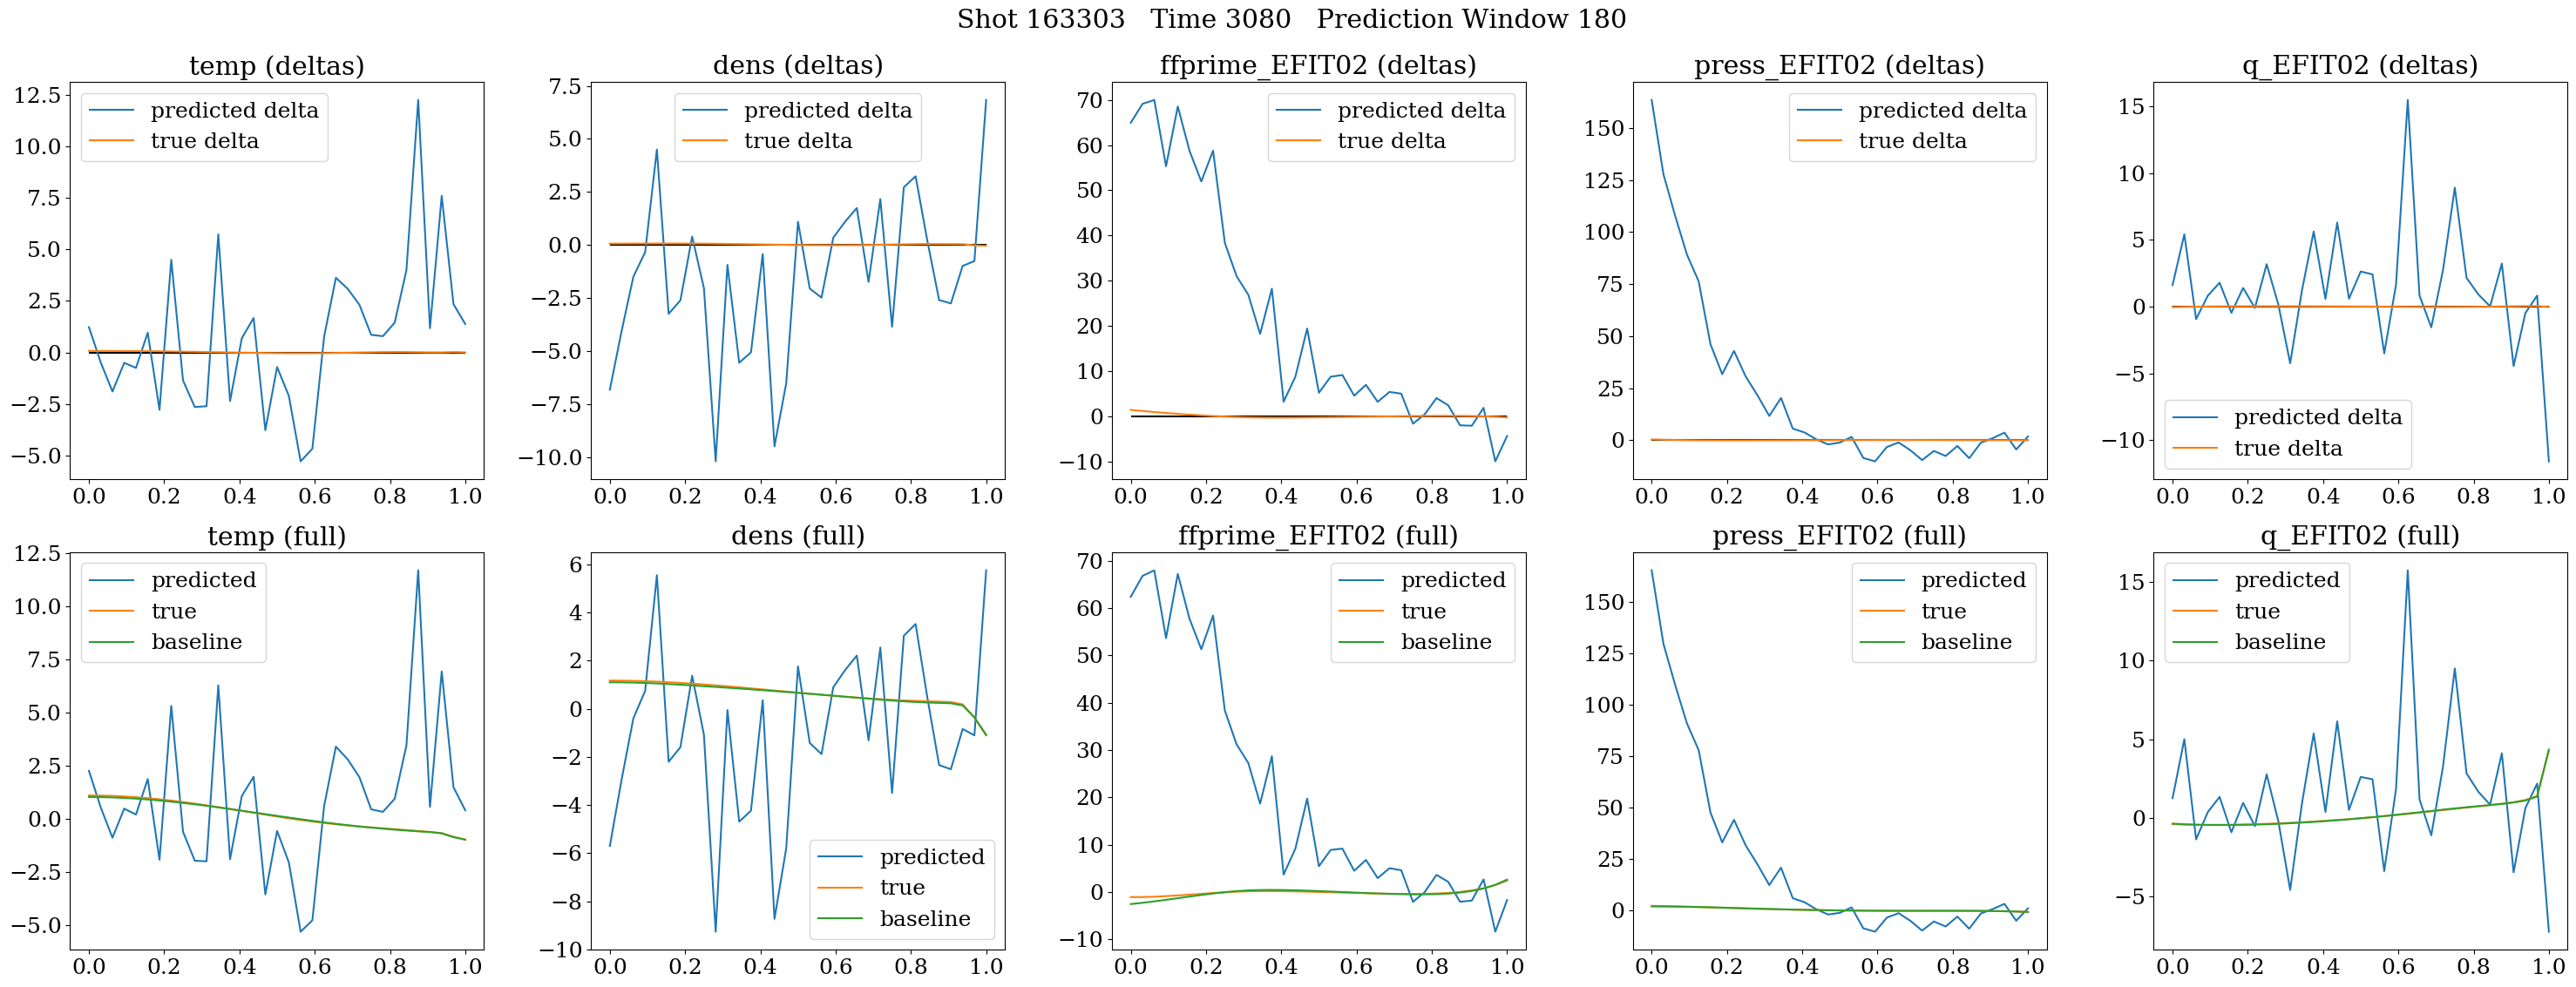 Shot 163303   Time 3080   Prediction Window 180
temp (deltas)
12.5
10.0
7.5
5.0
2.5
0.0
−2.5
−5.0
0.0 0.2 0.4 0.6 0.8 1.0
predicted delta
true delta
dens (deltas)
7.5
5.0
2.5
0.0
−2.5
−5.0
−7.5
−10.0
0.0 0.2 0.4 0.6 0.8 1.0
predicted delta
true delta
ffprime_EFIT02 (deltas)
70
60
50
40
30
20
10
0
−10
0.0 0.2 0.4 0.6 0.8 1.0
predicted delta
true delta
press_EFIT02 (deltas)
150
125
100
75
50
25
0
0.0 0.2 0.4 0.6 0.8 1.0
predicted delta
true delta
q_EFIT02 (deltas)
15
10
5
0
−5
−10
0.0 0.2 0.4 0.6 0.8 1.0
predicted delta
true delta
temp (full)
12.5
10.0
7.5
5.0
2.5
0.0
−2.5
−5.0
0.0 0.2 0.4 0.6 0.8 1.0
predicted
true
baseline
dens (full)
6
4
2
0
−2
−4
−6
−8
−10
0.0 0.2 0.4 0.6 0.8 1.0
predicted
true
baseline
ffprime_EFIT02 (full)
70
60
50
40
30
20
10
0
−10
0.0 0.2 0.4 0.6 0.8 1.0
predicted
true
baseline
press_EFIT02 (full)
150
125
100
75
50
25
0
0.0 0.2 0.4 0.6 0.8 1.0
predicted
true
baseline
q_EFIT02 (full)
15
10
5
0
−5
0.0 0.2 0.4 0.6 0.8 1.0
predicted
true
baseline